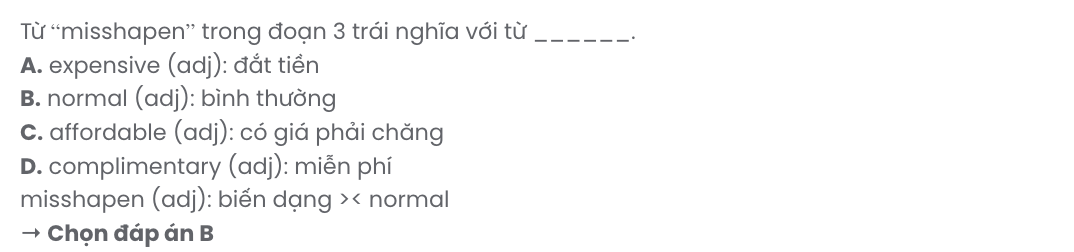 Từ “misshapen” trong đoạn 3 trái nghĩa với từ ______.
A. expensive (adj): đắt tiền
B. normal (adj): bình thường
C. affordable (adj): có giá phải chăng
D. complimentary (adj): miễn phí
misshapen (adj): biến dạng >< normal
→ Chọn đáp án B